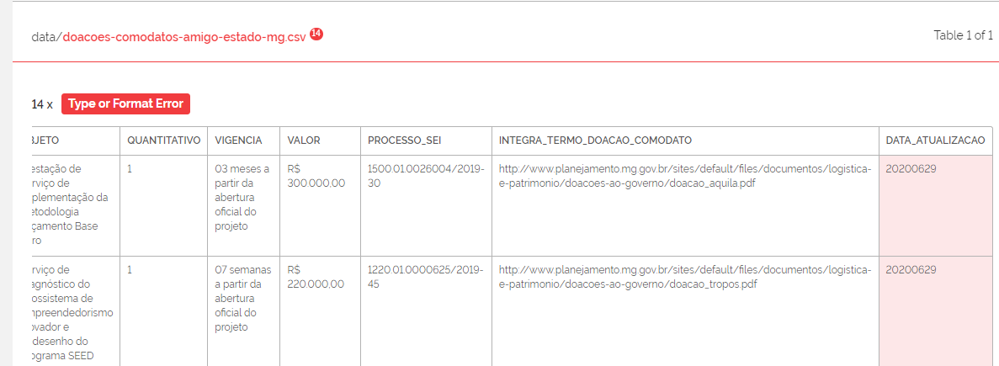 data/doacoes-comodatos-amigo-estado-mg.csv 14
Table 1 of 1
14 x Type or Format Error
JETO QUANTITATIVO VIGENCIA VALOR PROCESSO_SEI INTEGRA_TERMO_DOACAO_COMODATO DATA_ATUALIZACAO
estação de 1 03 meses a R$ 1500.01.0026004/2019- http://www.planejamento.mg.gov.br/sites/default/files/documentos/logistica- 20200629
rviço de partir da 300.000,00 30 e-patrimonio/doacoes-ao-governo/doacao_aquila.pdf
plementação da abertura
etodologia oficial do
çamento Base projeto
ro
rviço de 1 07 semanas R$ 1220.01.0000625/2019- http://www.planejamento.mg.gov.br/sites/default/files/documentos/logistica- 20200629
agnóstico do a partir da 220.000,00 45 e-patrimonio/doacoes-ao-governo/doacao_tropos.pdf
ossistema de abertura
npreendedorismo oficial do
ovador e projeto
desenho do
ograma SEED